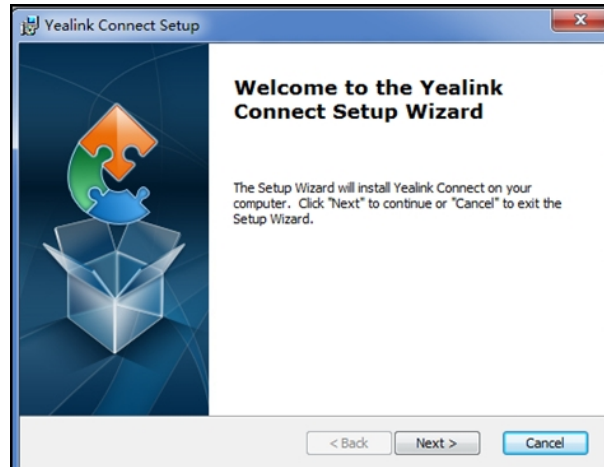 Yealink Connect Setup
Welcome to the Yealink
Connect Setup Wizard
The Setup Wizard will install Yealink Connect on your
computer. Click "Next" to continue or "Cancel" to exit the
Setup Wizard.
< Back
Next >
Cancel